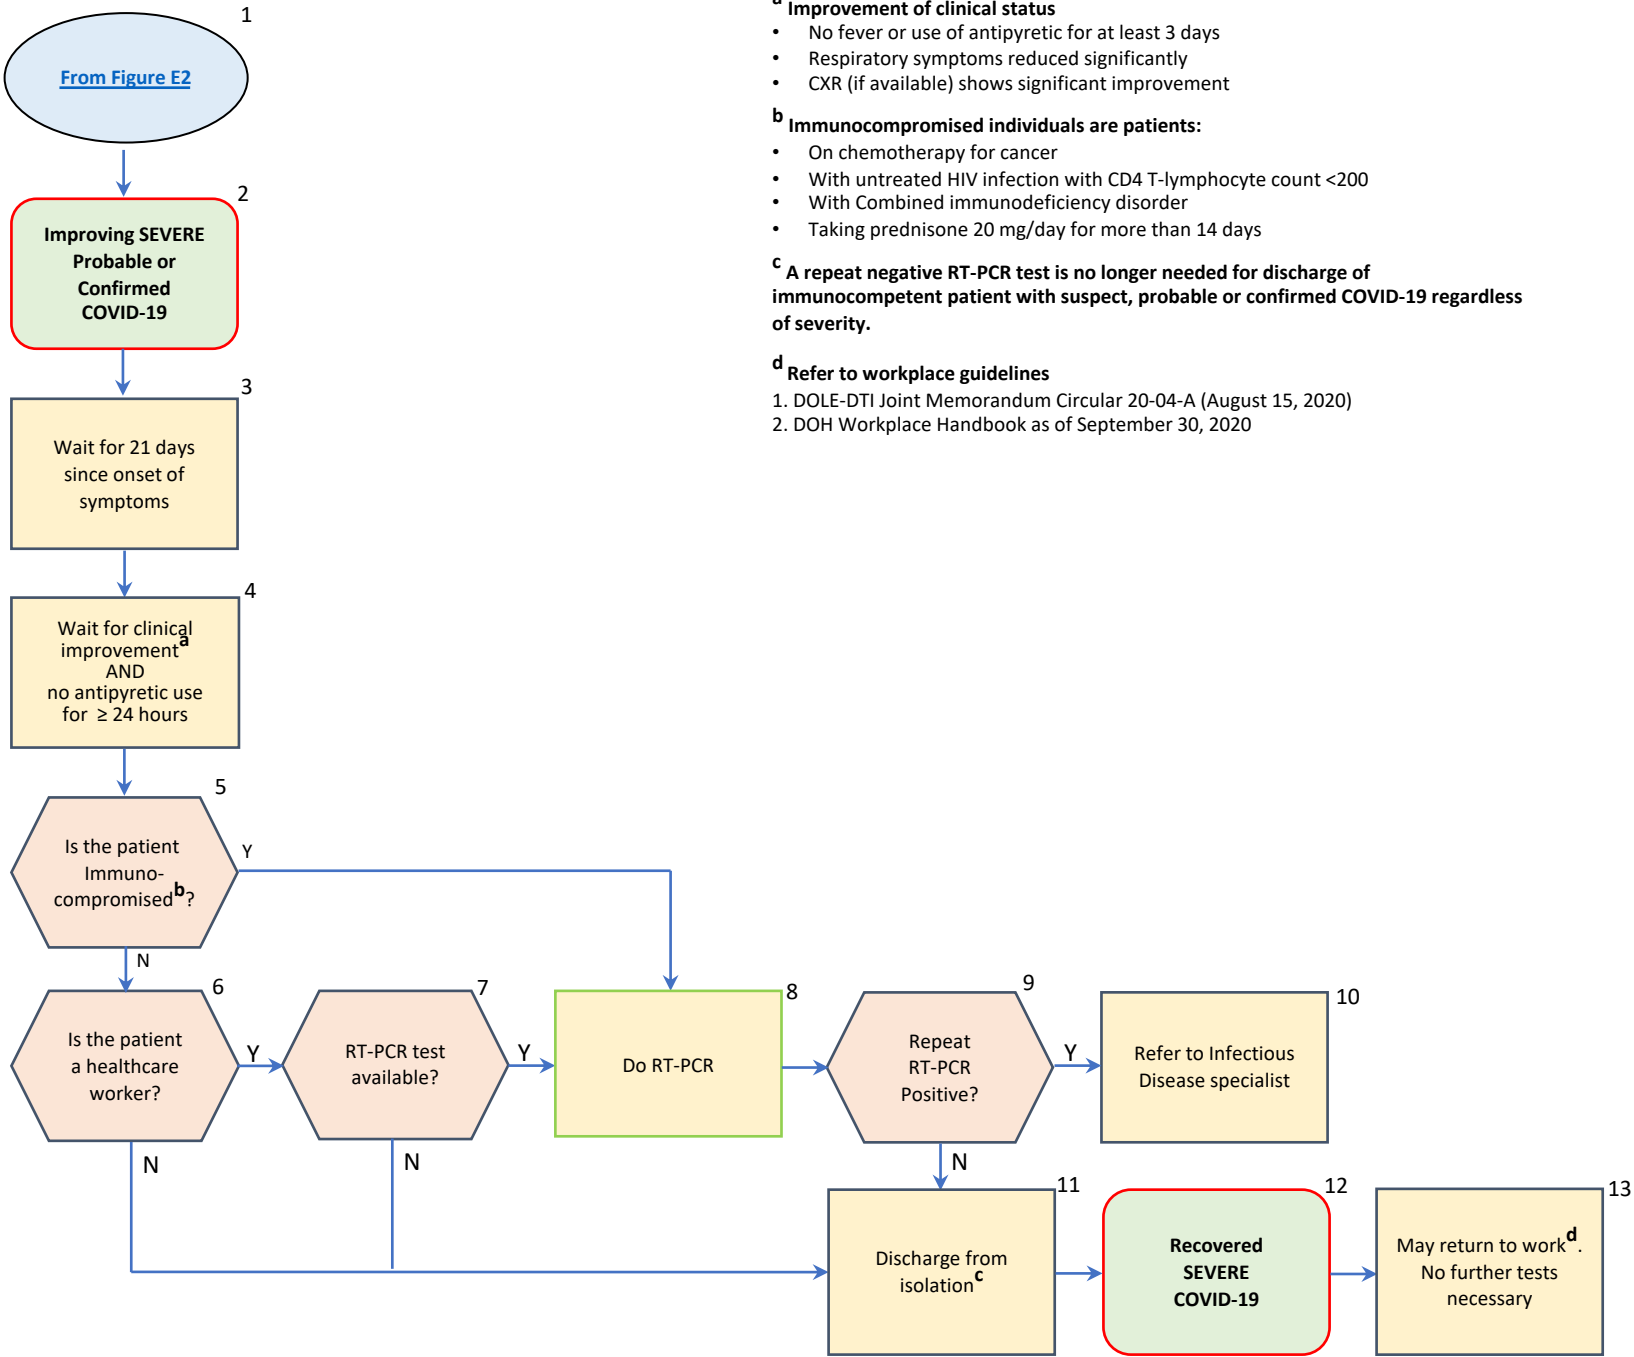 1
From Figure E2
2
Improving SEVERE
Probable or
Confirmed
COVID-19
3
Wait for 21 days
since onset of
symptoms
4
Wait for clinical
improvement a
AND
no antipyretic use
for ≥ 24 hours
5
Is the patient
Immuno-
compromised b ?
Y
N
6
Is the patient
a healthcare
worker?
Y
N
7
RT-PCR test
available?
Y
N
8
Do RT-PCR
9
Repeat
RT-PCR
Positive?
Y
N
10
Refer to Infectious
Disease specialist
11
Discharge from
isolation c
12
Recovered
SEVERE
COVID-19
13
May return to work d .
No further tests
necessary
a Improvement of clinical status
• No fever or use of antipyretic for at least 3 days
• Respiratory symptoms reduced significantly
• CXR (if available) shows significant improvement
b Immunocompromised individuals are patients:
• On chemotherapy for cancer
• With untreated HIV infection with CD4 T-lymphocyte count <200
• With Combined immunodeficiency disorder
• Taking prednisone 20 mg/day for more than 14 days
c A repeat negative RT-PCR test is no longer needed for discharge of
immunocompetent patient with suspect, probable or confirmed COVID-19 regardless
of severity.
d Refer to workplace guidelines
1. DOLE-DTI Joint Memorandum Circular 20-04-A (August 15, 2020)
2. DOH Workplace Handbook as of September 30, 2020